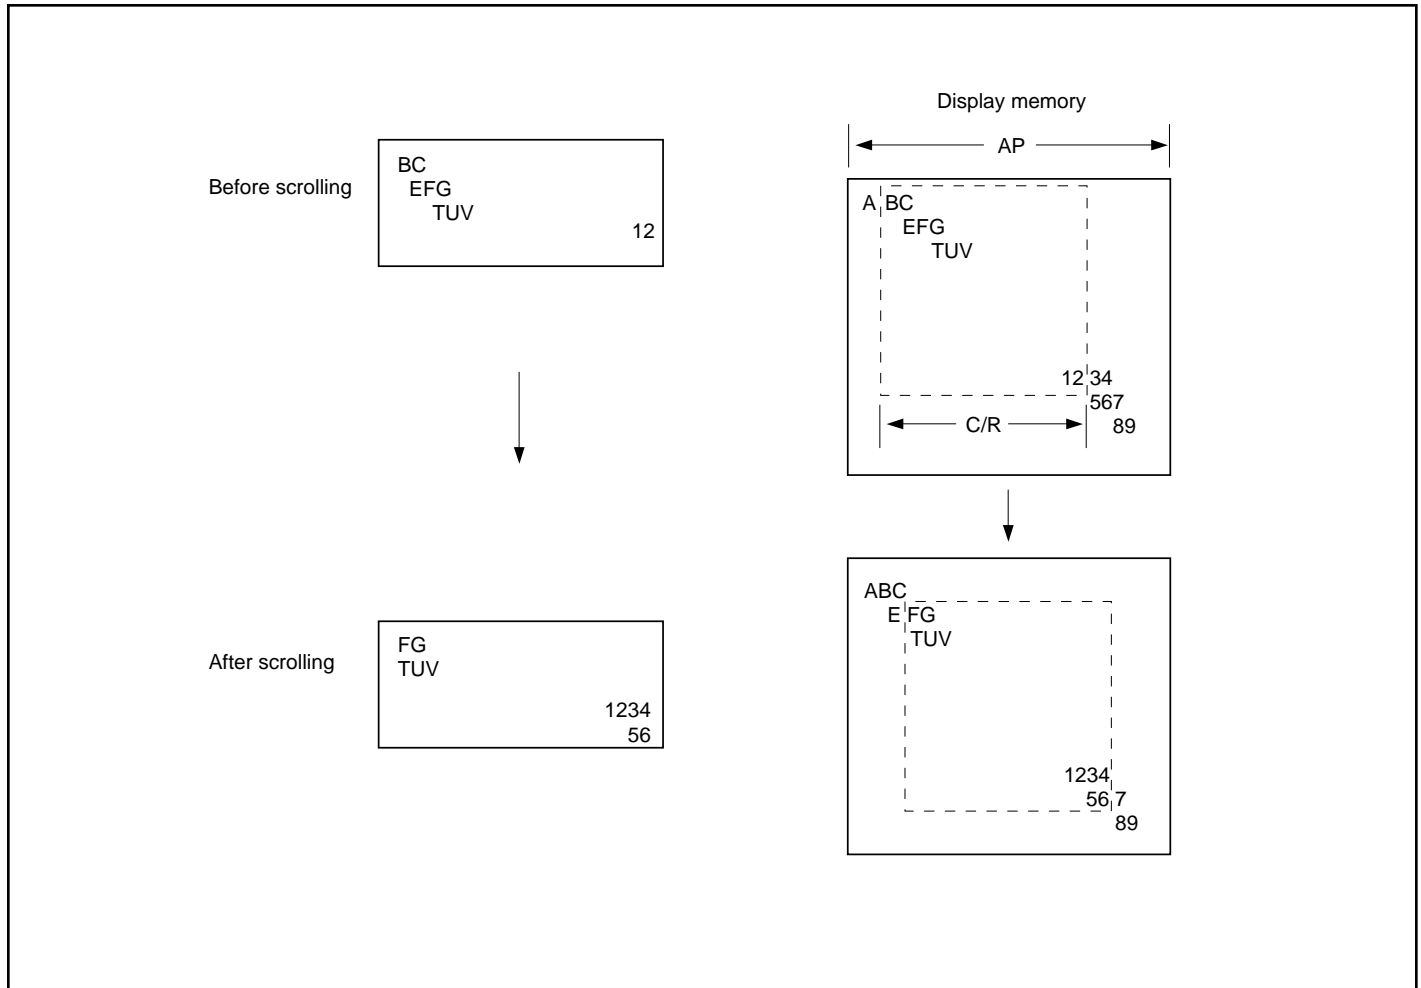 Display memory
AP
Before scrolling
BC
EFG
TUV
12
A BC
EFG
TUV
12 34
567
89
C/R
After scrolling
FG
TUV
1234
56
ABC
E FG
TUV
1234
56 7
89